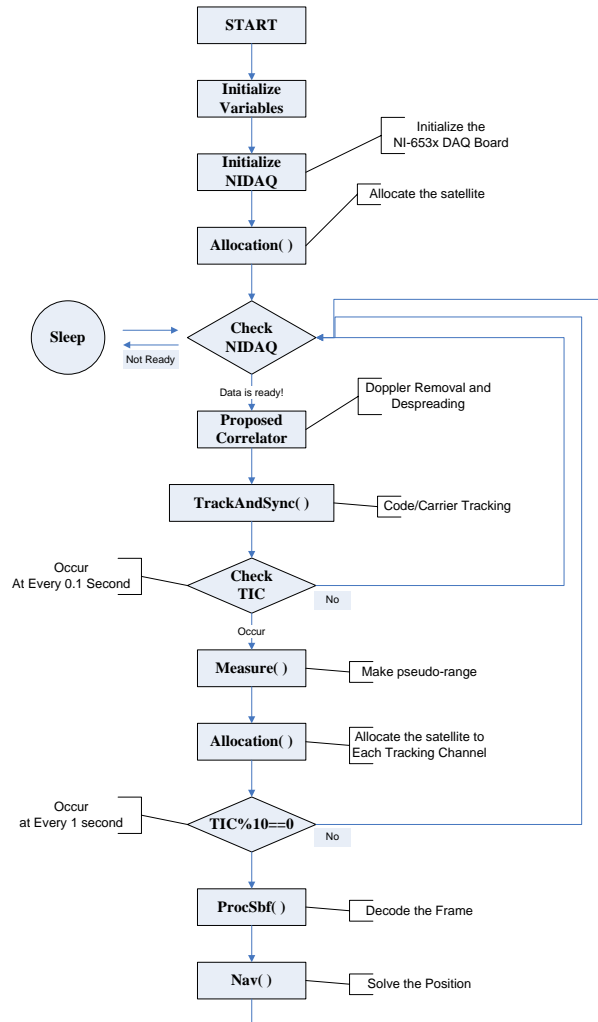 START
Initialize
Variables
Initialize
NIDAQ
Initialize the
NI-653x DAQ Board
Allocation( )
Allocate the satellite
Sleep
Not Ready
Check
NIDAQ
Data is ready!
Proposed
Correlator
Doppler Removal and
Despreading
TrackAndSync( )
Code/Carrier Tracking
Occur
At Every 0.1 Second
Check
TIC
No
Occur
Measure( )
Make pseudo-range
Allocation( )
Allocate the satellite to
Each Tracking Channel
Occur
at Every 1 second
TIC%10==0
No
ProcSbf( )
Decode the Frame
Nav( )
Solve the Position